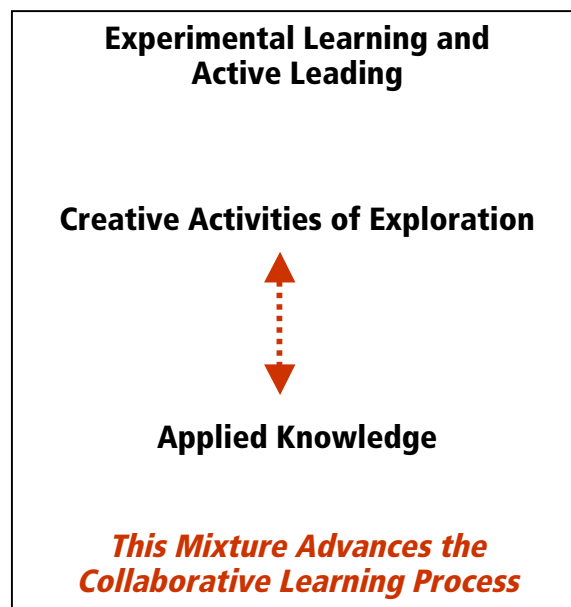 Experimental Learning and
Active Leading
Creative Activities of Exploration
Applied Knowledge
This Mixture Advances the
Collaborative Learning Process